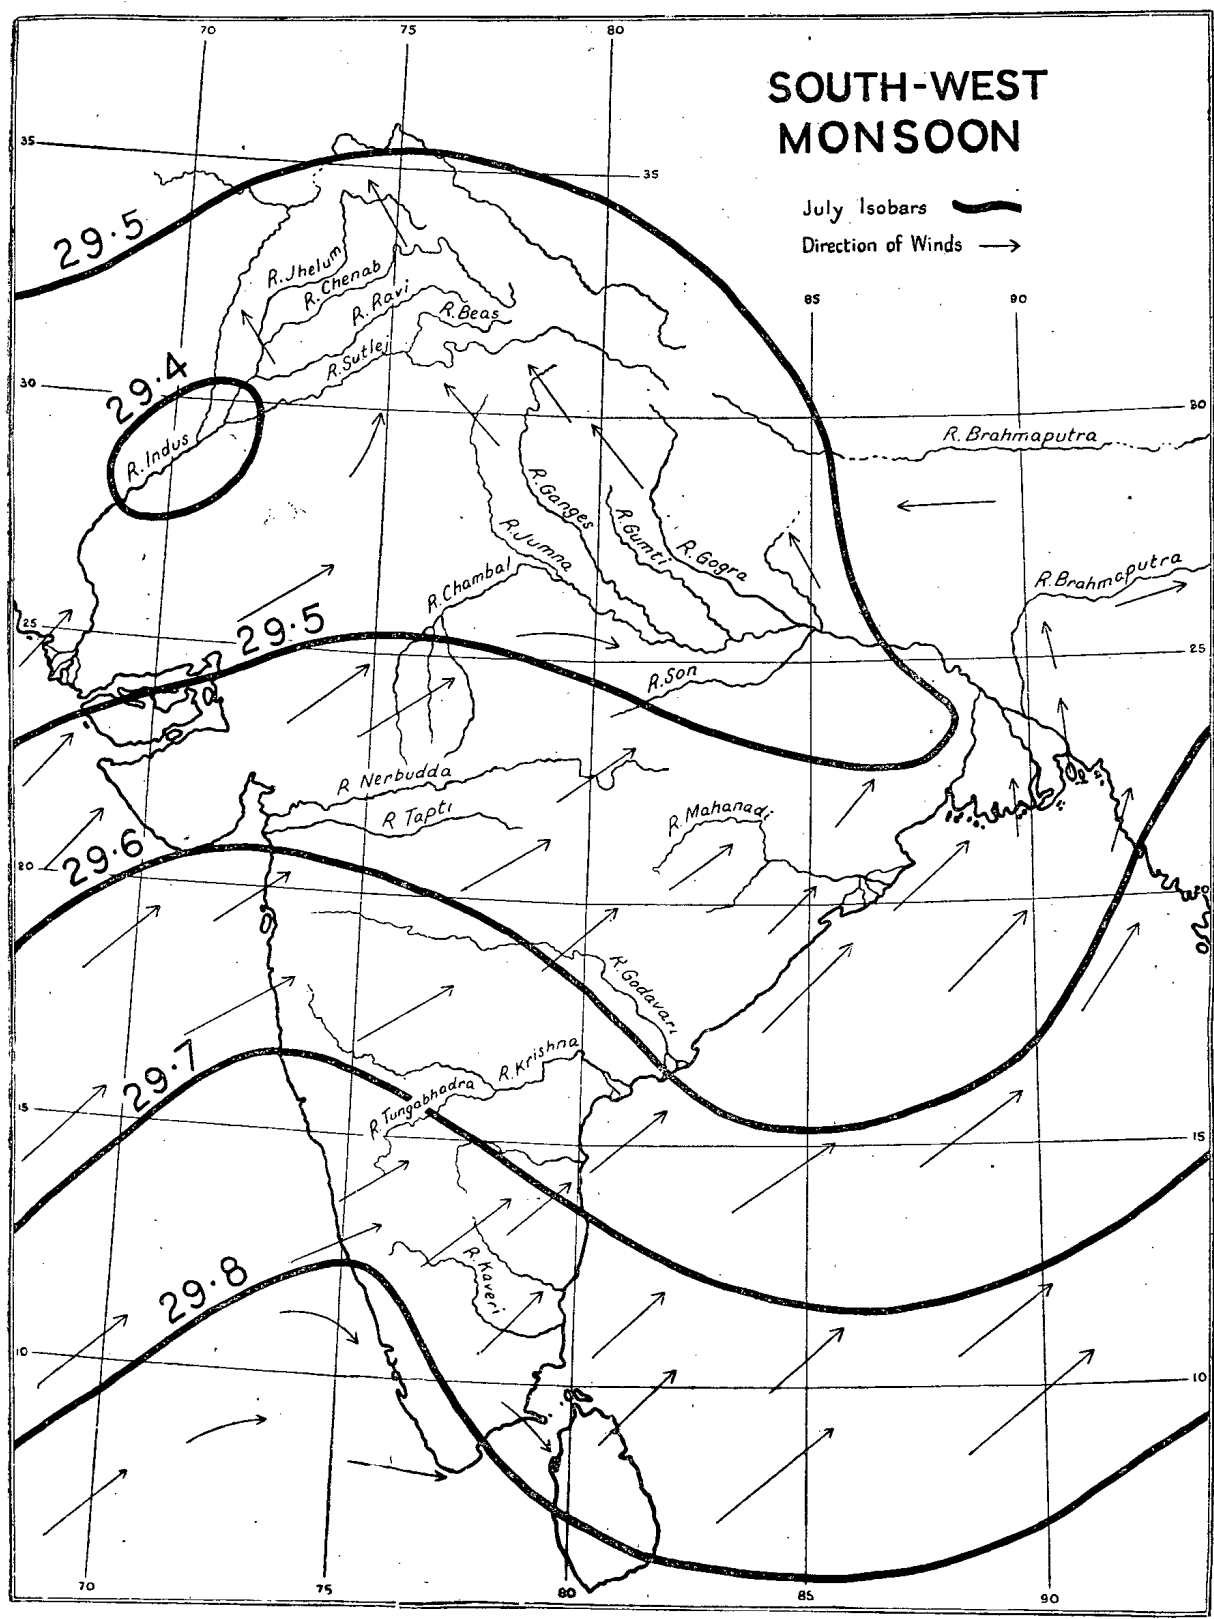 70 75 80
SOUTH-WEST
MONSOON
35
35
July Isobars
Direction of Winds
29.5
R. Jhelum
R. Chenab
R. Ravi
R. Beas
R. Sutlej
85 90
30
29.4
30
R. Indus
R. Brahmaputra
R. Ganges
R. Jumna
R. Gumti
R. Gogra
R. Chambal
R. Brahmaputra
25
29.5
25
R. Son
R. Nerbudda
R. Tapti
R. Mahanadi
29.6
20
20
R. Godavari
R. Krishna
29.7
R. Tungabhadra
15
15
R. Kaveri
29.8
10
10
70 75 80 85 90